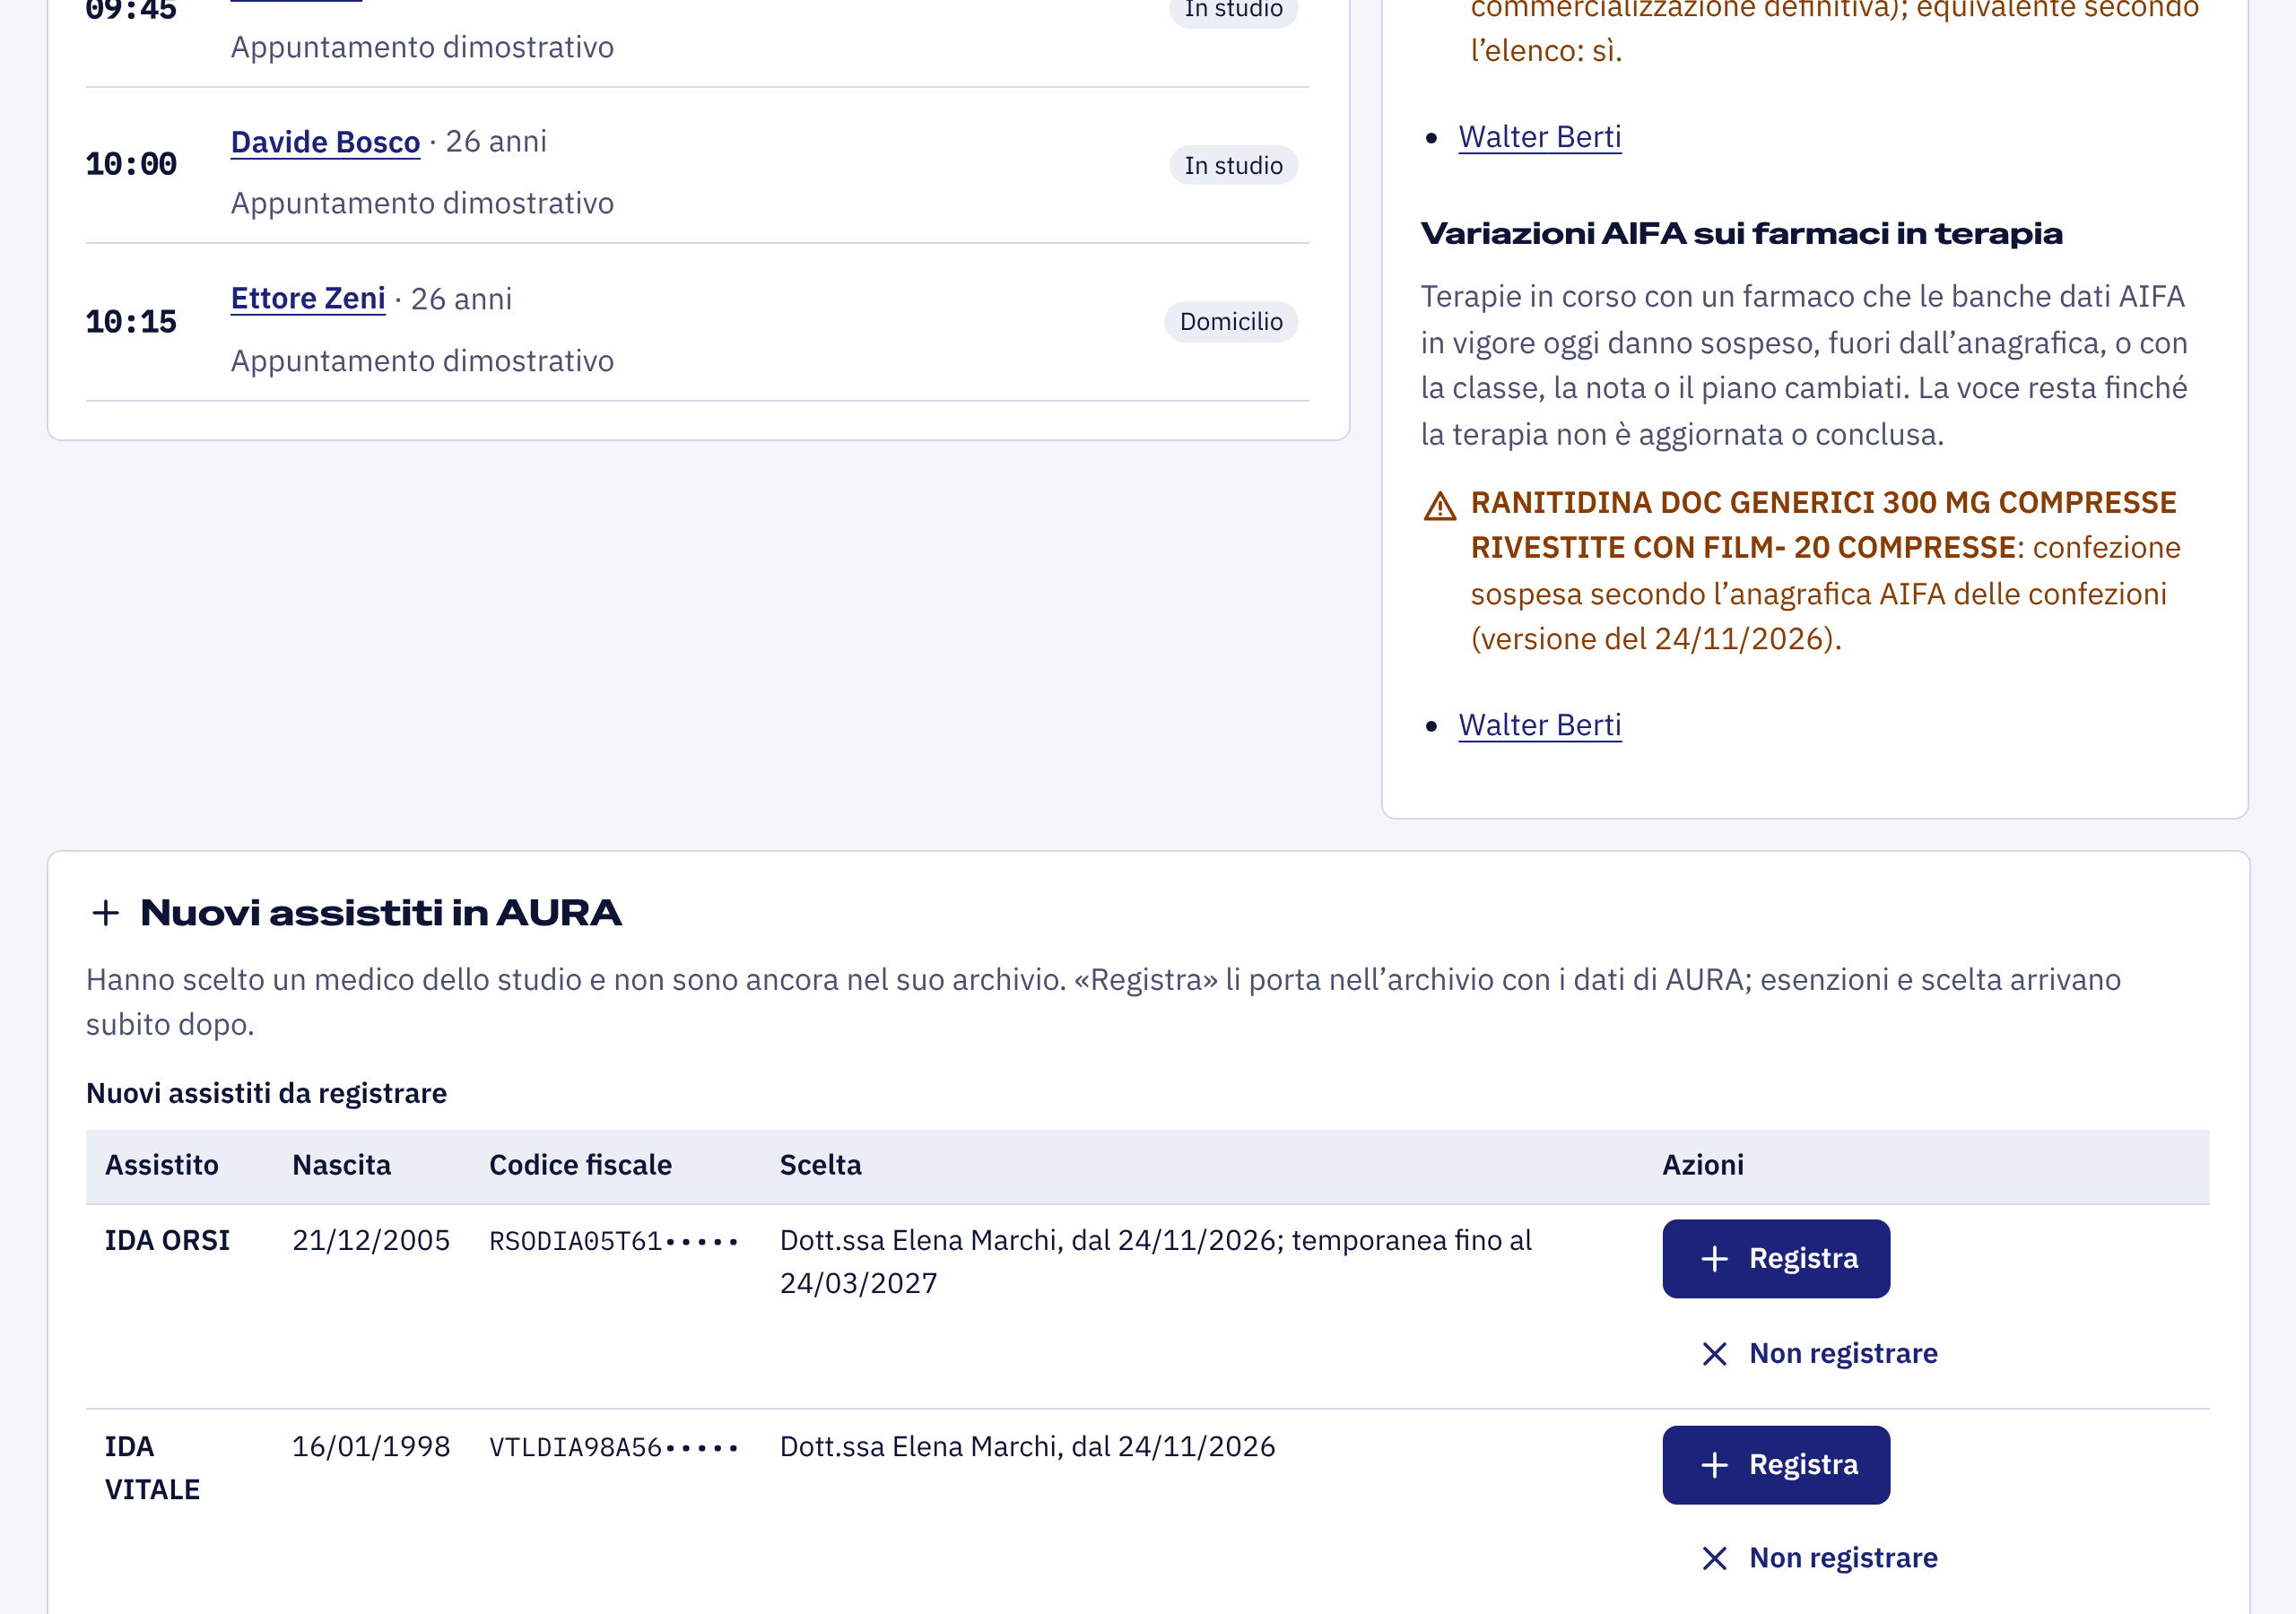 09:45
In studio
Appuntamento dimostrativo
10:00
Davide Bosco · 26 anni
Appuntamento dimostrativo
In studio
10:15
Ettore Zeni · 26 anni
Appuntamento dimostrativo
Domicilio
commercializzazione definitiva); equivalente secondo
l’elenco: sì.
• Walter Berti
Variazioni AIFA sui farmaci in terapia
Terapie in corso con un farmaco che le banche dati AIFA
in vigore oggi danno sospeso, fuori dall’anagrafica, o con
la classe, la nota o il piano cambiati. La voce resta finché
la terapia non è aggiornata o conclusa.
RANITIDINA DOC GENERICI 300 MG COMPRESSE
RIVESTITE CON FILM- 20 COMPRESSE: confezione
sospesa secondo l’anagrafica AIFA delle confezioni
(versione del 24/11/2026).
• Walter Berti
+ Nuovi assistiti in AURA
Hanno scelto un medico dello studio e non sono ancora nel suo archivio. «Registra» li porta nell’archivio con i dati di AURA; esenzioni e scelta arrivano
subito dopo.
Nuovi assistiti da registrare
Assistito Nascita Codice fiscale Scelta Azioni
IDA ORSI 21/12/2005 RSODIA05T61••••• Dott.ssa Elena Marchi, dal 24/11/2026; temporanea fino al
24/03/2027
+ Registra
× Non registrare
IDA
VITALE
16/01/1998 VTLDIA98A56••••• Dott.ssa Elena Marchi, dal 24/11/2026
+ Registra
× Non registrare